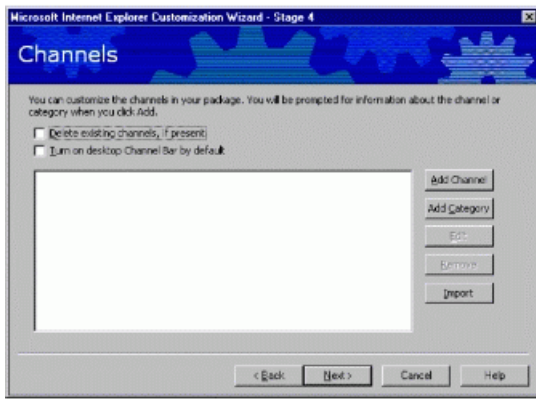 Microsoft Internet Explorer Customization Wizard - Stage 4
Channels
You can customize the channels in your package. You will be prompted for information about the channel or
category when you click Add.
Delete existing channels, if present
Turn on desktop Channel Bar by default
Add Channel
Add Category
Edit
Remove
Import
< Back
Next >
Cancel
Help